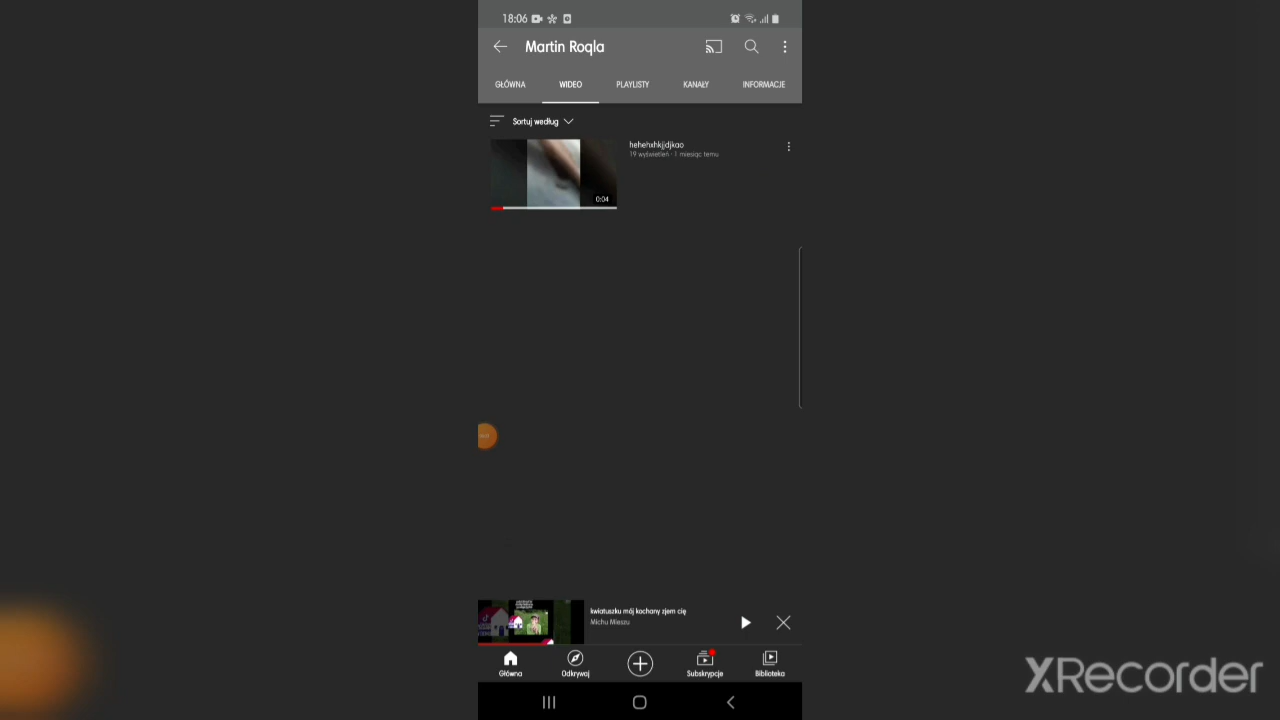 18:06
Martin Roqla
GŁÓWNA WIDEO PLAYLISTY KANAŁY INFORMACJE
Sortuj według
hehehxhkjjdjkao
19 wyświetleń · 1 miesiąc temu
0:04
kwiatuszku mój kochany zjem cię
Michu Mieszu
Główna Odkrywaj Subskrypcje Biblioteka
XRecorder